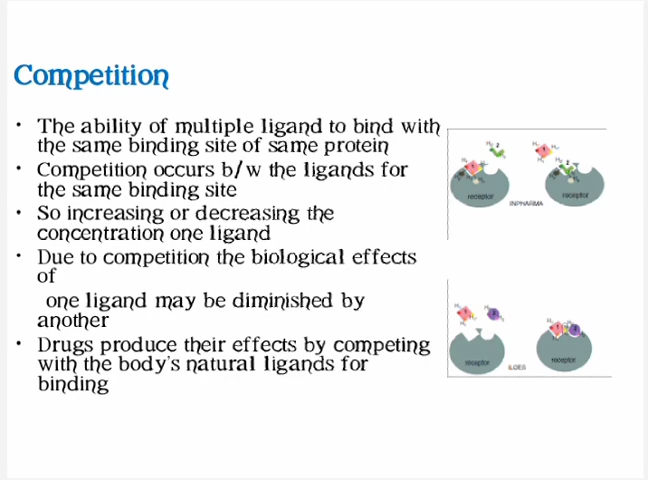 Competition
• The ability of multiple ligand to bind with
the same binding site of same protein
• Competition occurs b/w the ligands for
the same binding site
• So increasing or decreasing the
concentration one ligand
• Due to competition the biological effects
of
one ligand may be diminished by
another
• Drugs produce their effects by competing
with the body's natural ligands for
binding
receptor
receptor
INPHARMA
receptor
receptor
ILOES